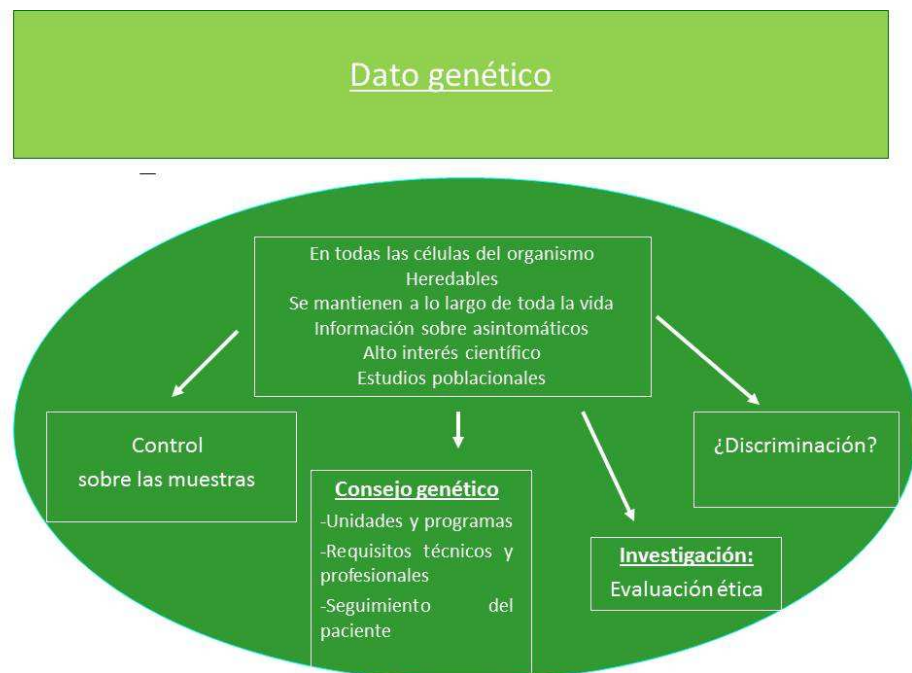 Dato genético
En todas las células del organismo
Heredables
Se mantienen a lo largo de toda la vida
Información sobre asintomáticos
Alto interés científico
Estudios poblacionales
Control
sobre las muestras
Consejo genético
-Unidades y programas
-Requisitos técnicos y
profesionales
-Seguimiento del
paciente
Investigación:
Evaluación ética
¿Discriminación?